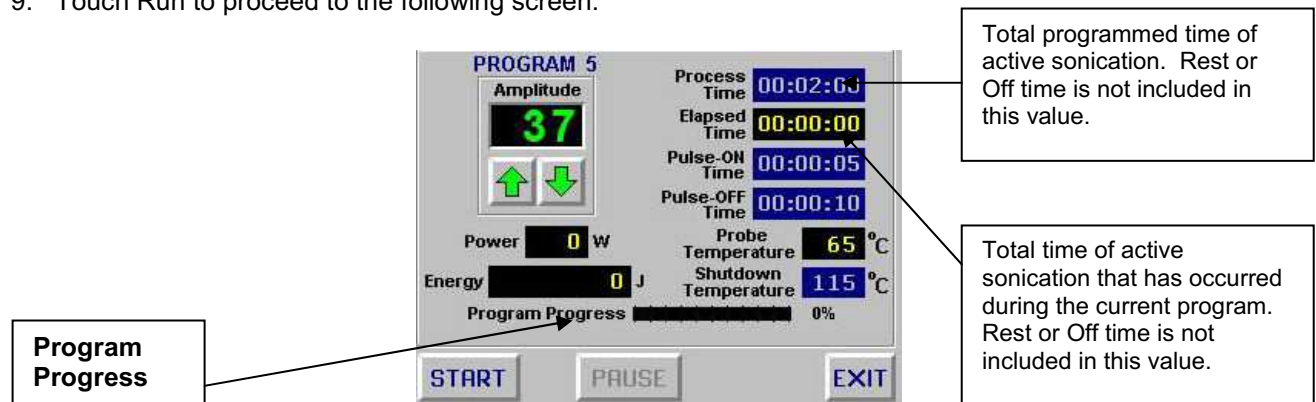 9. Touch Run to proceed to the following screen:
Total programmed time of
active sonication. Rest or
Off time is not included in
this value.
PROGRAM 5
Amplitude
37
Process
Time 00:02:00
Elapsed
Time 00:00:00
Pulse-ON
Time 00:00:05
Pulse-OFF
Time 00:00:10
Power 0 W
Probe
Temperature 65 °C
Energy 0 J
Shutdown
Temperature 115 °C
Program Progress 0%
Total time of active
sonication that has occurred
during the current program.
Rest or Off time is not
included in this value.
Program
Progress
START PAUSE EXIT